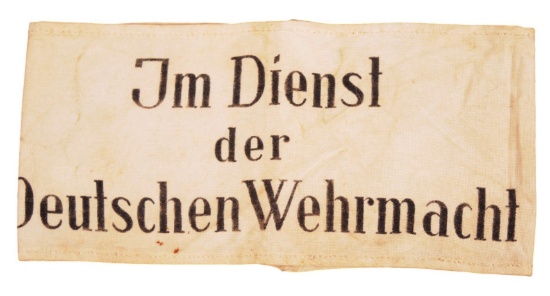 Im Dienst
der
Deutschen Wehrmacht